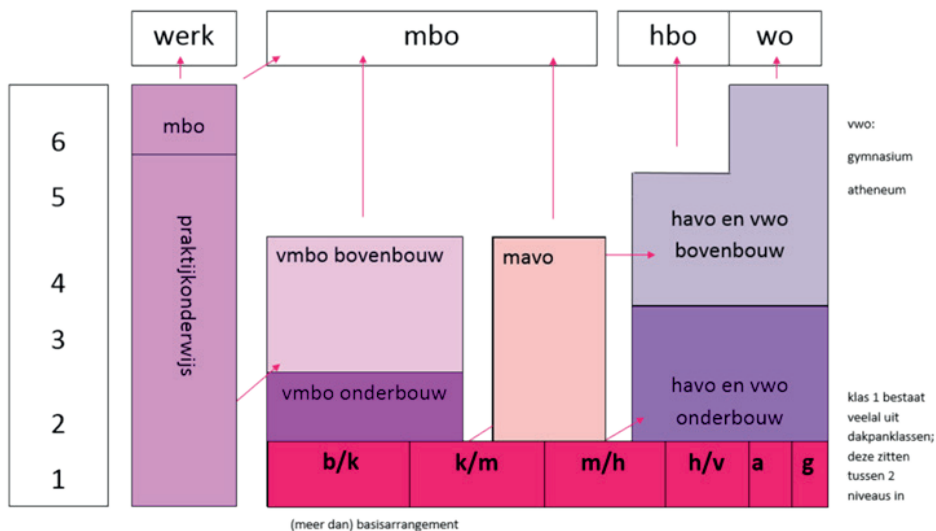 werk
mbo
hbo
wo
6
5
4
3
2
1
mbo
praktijkonderwijs
vmbo bovenbouw
vmbo onderbouw
mavo
havo en vwo
bovenbouw
havo en vwo
onderbouw
b/k
k/m
m/h
h/v
a
g
vwo:
gymnasium
atheneum
klas 1 bestaat
veelal uit
dakpanklassen;
deze zitten
tussen 2
niveaus in
(meer dan) basisarrangement